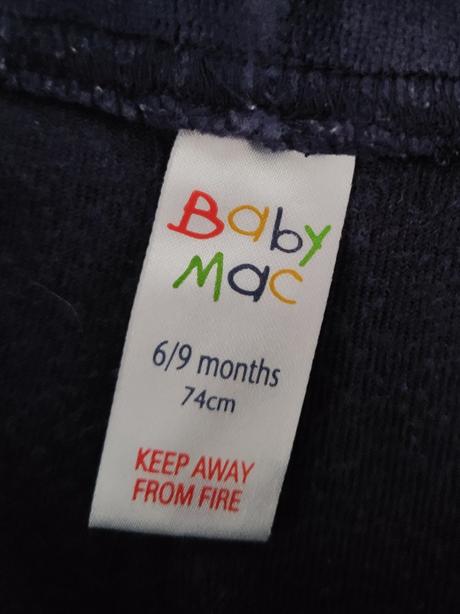 Baby
Mac
6/9 months
74cm
KEEP AWAY
FROM FIRE